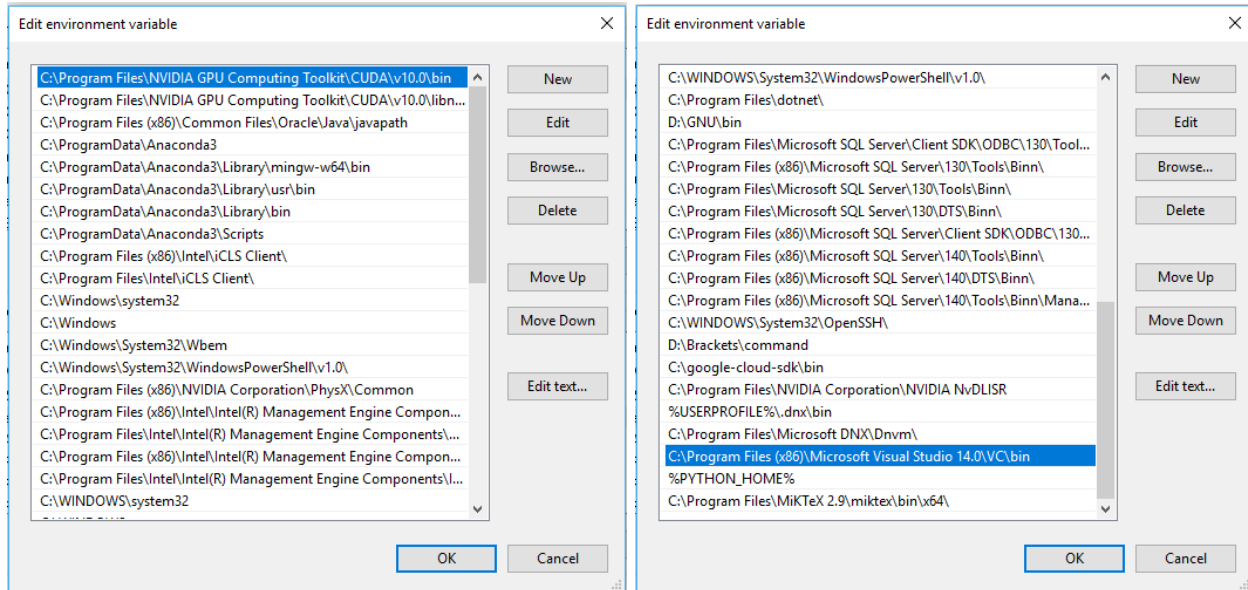 Edit environment variable
C:\Program Files\NVIDIA GPU Computing Toolkit\CUDA\v10.0\bin
C:\Program Files\NVIDIA GPU Computing Toolkit\CUDA\v10.0\libn...
C:\Program Files (x86)\Common Files\Oracle\Java\javapath
C:\ProgramData\Anaconda3
C:\ProgramData\Anaconda3\Library\mingw-w64\bin
C:\ProgramData\Anaconda3\Library\usr\bin
C:\ProgramData\Anaconda3\Library\bin
C:\ProgramData\Anaconda3\Scripts
C:\Program Files (x86)\Intel\iCLS Client\
C:\Program Files\Intel\iCLS Client\
C:\Windows\system32
C:\Windows
C:\Windows\System32\Wbem
C:\Windows\System32\WindowsPowerShell\v1.0\
C:\Program Files (x86)\NVIDIA Corporation\PhysX\Common
C:\Program Files (x86)\Intel\Intel(R) Management Engine Compon...
C:\Program Files\Intel\Intel(R) Management Engine Components\...
C:\Program Files (x86)\Intel\Intel(R) Management Engine Compon...
C:\Program Files\Intel\Intel(R) Management Engine Components\I...
C:\WINDOWS\system32
New
Edit
Browse...
Delete
Move Up
Move Down
Edit text...
OK
Cancel
Edit environment variable
C:\WINDOWS\System32\WindowsPowerShell\v1.0\
C:\Program Files\dotnet\
D:\GNU\bin
C:\Program Files\Microsoft SQL Server\Client SDK\ODBC\130\Tool...
C:\Program Files (x86)\Microsoft SQL Server\130\Tools\Binn\
C:\Program Files\Microsoft SQL Server\130\Tools\Binn\
C:\Program Files\Microsoft SQL Server\130\DTS\Binn\
C:\Program Files (x86)\Microsoft SQL Server\Client SDK\ODBC\130...
C:\Program Files (x86)\Microsoft SQL Server\140\Tools\Binn\
C:\Program Files (x86)\Microsoft SQL Server\140\DTS\Binn\
C:\Program Files (x86)\Microsoft SQL Server\140\Tools\Binn\Mana...
C:\WINDOWS\System32\OpenSSH\
D:\Brackets\command
C:\google-cloud-sdk\bin
C:\Program Files\NVIDIA Corporation\NVIDIA NvDLISR
%USERPROFILE%\.dnx\bin
C:\Program Files\Microsoft DNX\Dnvm\
C:\Program Files (x86)\Microsoft Visual Studio 14.0\VC\bin
%PYTHON_HOME%
C:\Program Files\MiKTeX 2.9\miktex\bin\x64\
New
Edit
Browse...
Delete
Move Up
Move Down
Edit text...
OK
Cancel